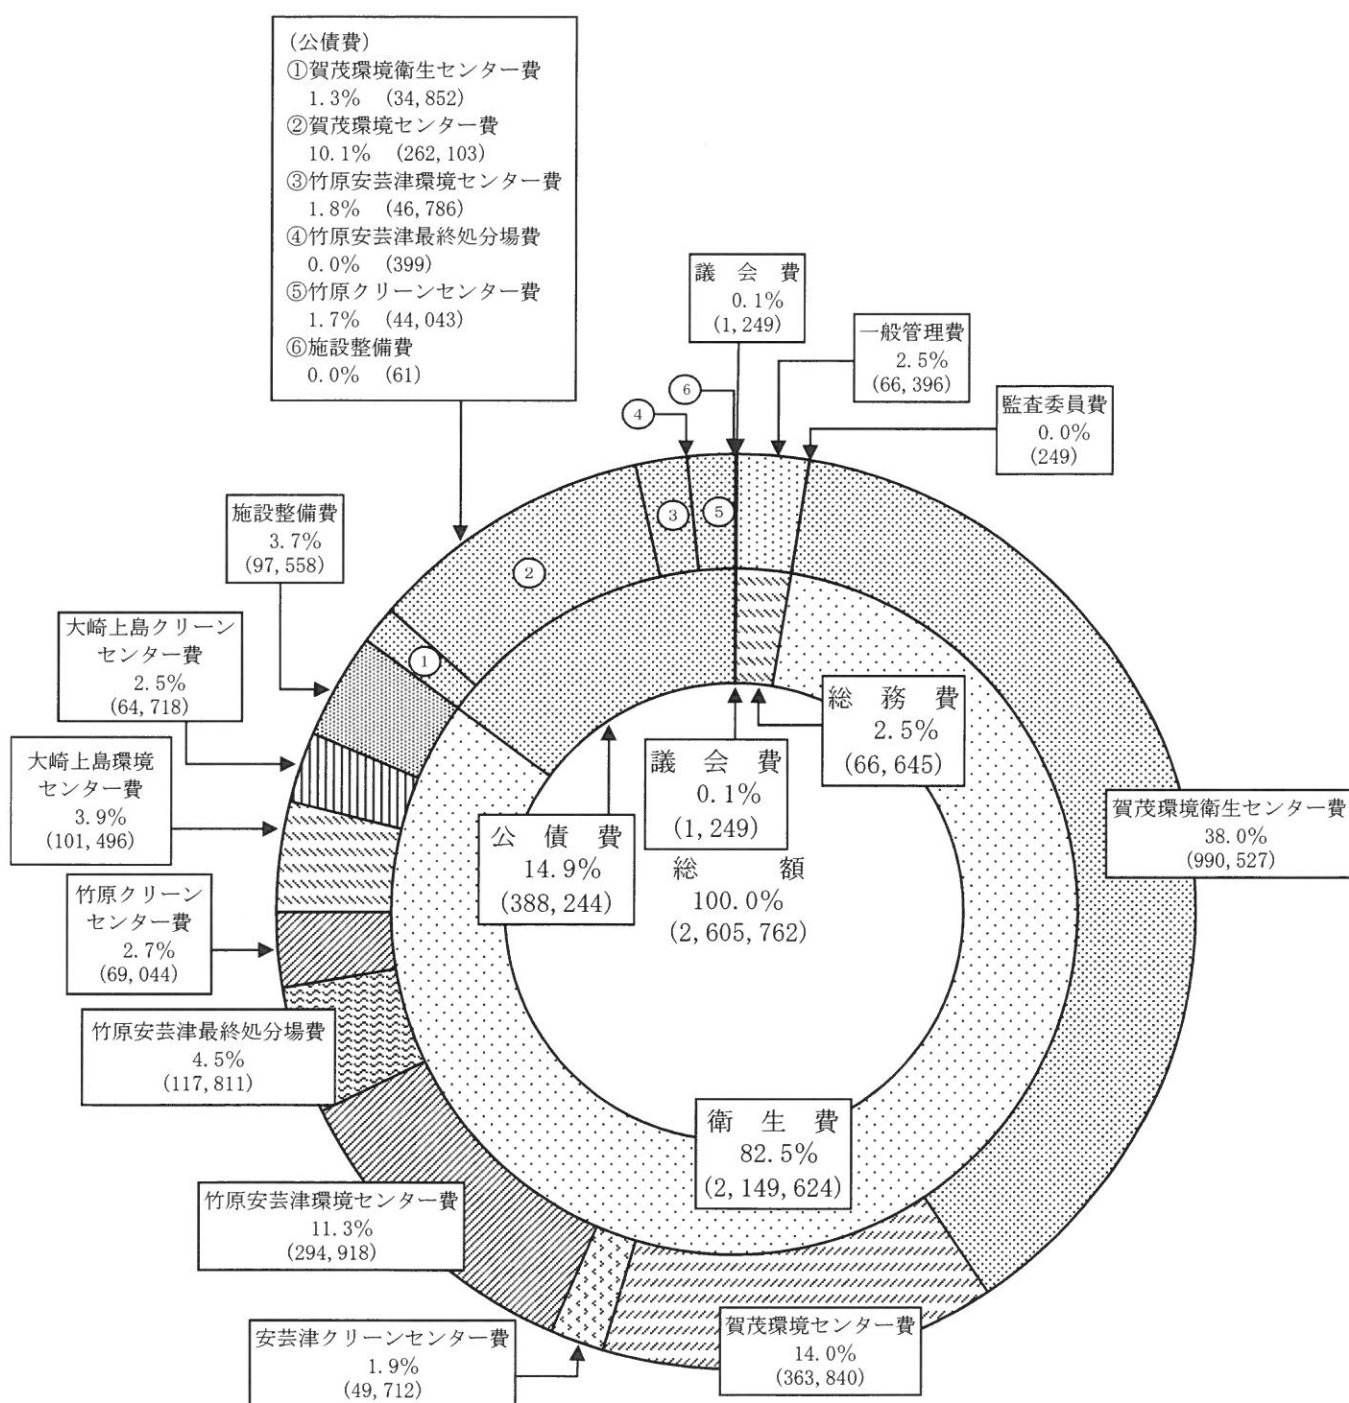 (公債費)
①賀茂環境衛生センター費
1.3% (34,852)
②賀茂環境センター費
10.1% (262,103)
③竹原安芸津環境センター費
1.8% (46,786)
④竹原安芸津最終処分場費
0.0% (399)
⑤竹原クリーンセンター費
1.7% (44,043)
⑥施設整備費
0.0% (61)
議会費
0.1%
(1,249)
一般管理費
2.5%
(66,396)
監査委員費
0.0%
(249)
⑥
④
③
⑤
②
①
施設整備費
3.7%
(97,558)
大崎上島クリーン
センター費
2.5%
(64,718)
大崎上島環境
センター費
3.9%
(101,496)
竹原クリーン
センター費
2.7%
(69,044)
竹原安芸津最終処分場費
4.5%
(117,811)
竹原安芸津環境センター費
11.3%
(294,918)
安芸津クリーンセンター費
1.9%
(49,712)
賀茂環境センター費
14.0%
(363,840)
賀茂環境衛生センター費
38.0%
(990,527)
総務費
2.5%
(66,645)
議会費
0.1%
(1,249)
公債費
14.9%
(388,244)
総額
100.0%
(2,605,762)
衛生費
82.5%
(2,149,624)